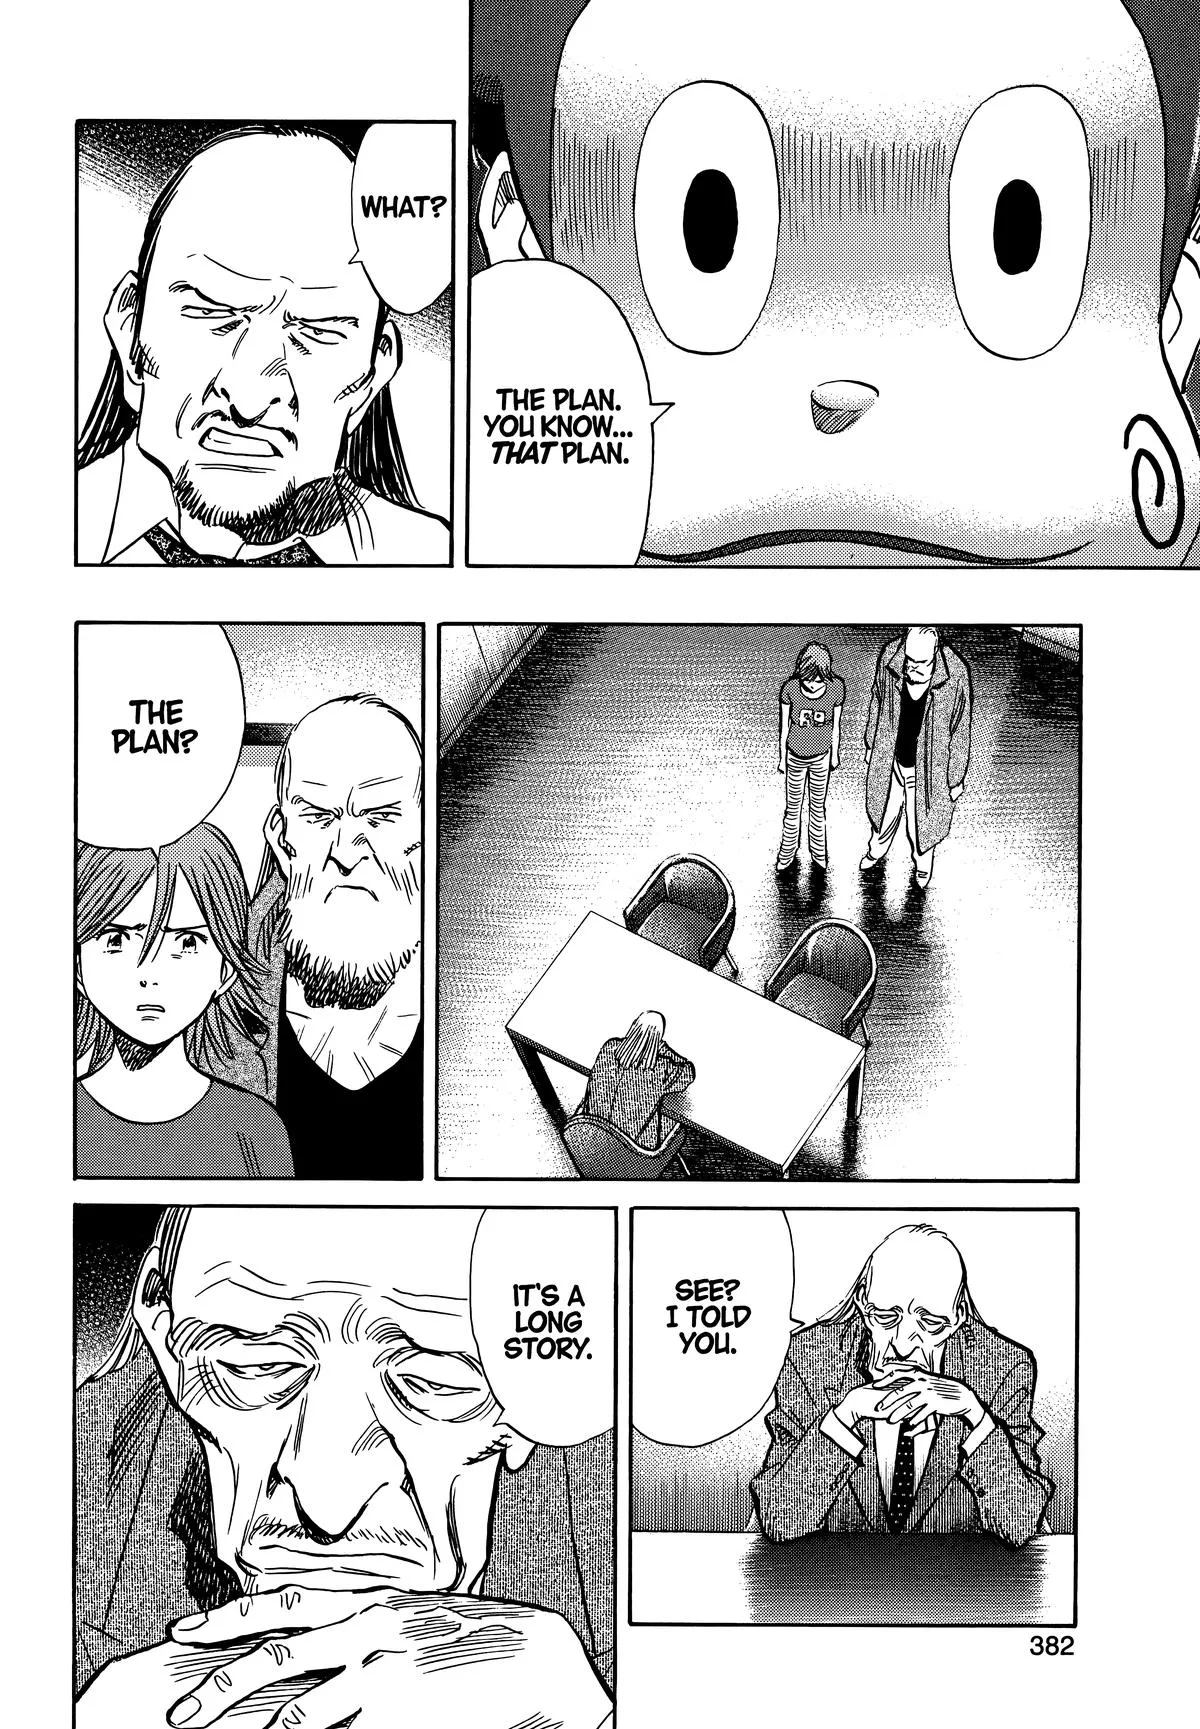 THE PLAN.
YOU KNOW...
THAT PLAN.
WHAT?
THE
PLAN?
SEE?
I TOLD
YOU.
IT'S A
LONG
STORY.
382